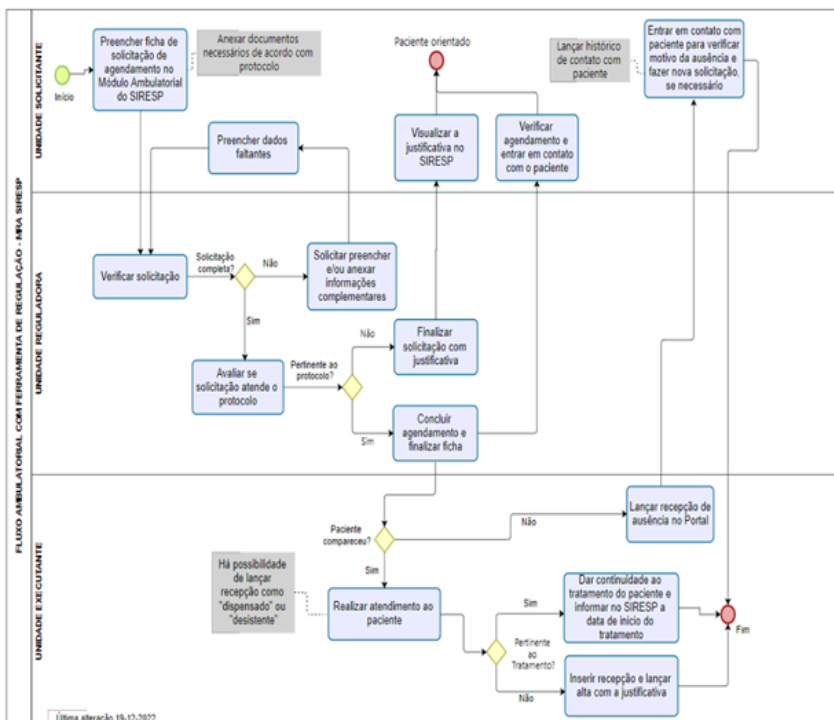 FLUXO AMBULATORIAL COM FERRAMENTA DE REGULAÇÃO - MRA SIRESP
UNIDADE SOLICITANTE
Início
Preencher ficha de
solicitação de
agendamento no
Módulo Ambulatorial
do SIRESP
Anexar documentos
necessários de acordo com
protocolo
Preencher dados
faltantes
Paciente orientado
Visualizar a
justificativa no
SIRESP
Verificar
agendamento e
entrar em contato
com o paciente
Lançar histórico
de contato com
paciente
Entrar em contato com
paciente para verificar
motivo da ausência e
fazer nova solicitação,
se necessário
UNIDADE REGULADORA
Verificar solicitação
Solicitação
completa?
Não
Sim
Solicitar preencher
e/ou anexar
informações
complementares
Avaliar se
solicitação atende o
protocolo
Pertinente ao
protocolo?
Não
Sim
Finalizar
solicitação com
justificativa
Concluir
agendamento e
finalizar ficha
UNIDADE EXECUTANTE
Paciente
compareceu?
Não
Sim
Lançar recepção de
ausência no Portal
Há possibilidade
de lançar
recepção como
"dispensado" ou
"desistente"
Realizar atendimento ao
paciente
Sim
Pertinente
ao
Tratamento?
Não
Dar continuidade ao
tratamento do paciente e
informar no SIRESP a
data de inicio do
tratamento
Inserir recepção e lançar
alta com a justificativa
Fim
Última alteração 19-12-2022